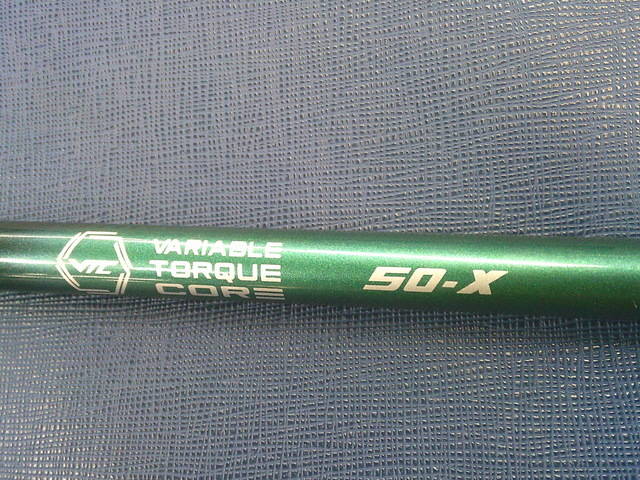 VTC
VARIABLE
TORQUE
CORE
50-X